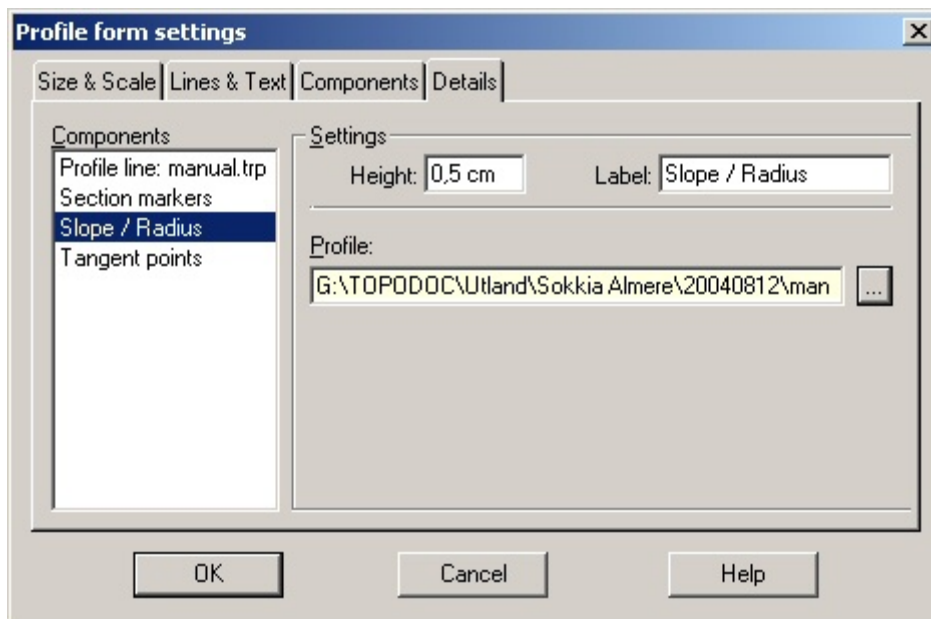 Profile form settings
Size & Scale Lines & Text Components Details
Components
Profile line: manual.trp
Section markers
Slope / Radius
Tangent points
Settings
Height: 0,5 cm Label: Slope / Radius
Profile:
G:\TOPODOC\Utland\Sokkia Almere\20040812\man
...
OK Cancel Help